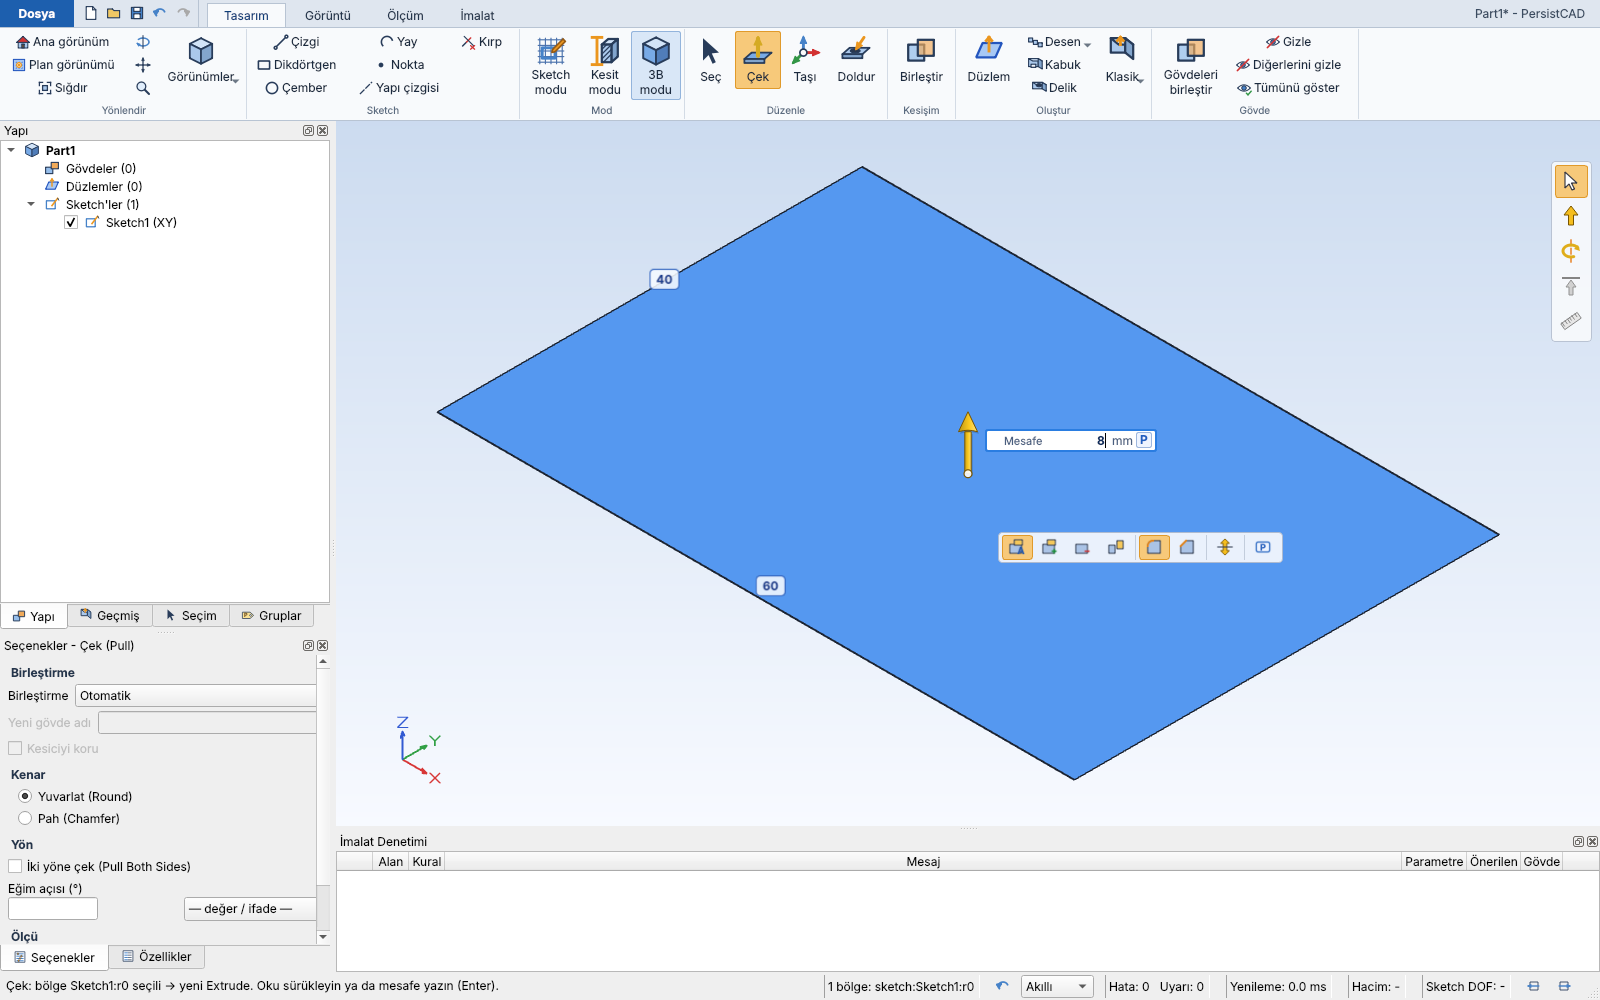 Dosya
Tasarım Görüntü Ölçüm İmalat
Part1* - PersistCAD
Ana görünüm
Plan görünümü
Sığdır
Görünümler
Yönlendir
Çizgi
Dikdörtgen
Çember
Yay
Nokta
Yapı çizgisi
Kırp
Sketch
Sketch modu
Kesit modu
3B modu
Mod
Seç
Çek
Taşı
Doldur
Düzenle
Birleştir
Kesişim
Düzlem
Desen
Kabuk
Delik
Klasik
Oluştur
Gövdeleri birleştir
Gizle
Diğerlerini gizle
Tümünü göster
Gövde
Yapı
Part1
Gövdeler (0)
Düzlemler (0)
Sketch'ler (1)
Sketch1 (XY)
Yapı Geçmiş Seçim Gruplar
Seçenekler - Çek (Pull)
Birleştirme
Birleştirme Otomatik
Yeni gövde adı
Kesiciyi koru
Kenar
Yuvarlat (Round)
Pah (Chamfer)
Yön
İki yöne çek (Pull Both Sides)
Eğim açısı (°)
— değer / ifade —
Ölçü
Seçenekler Özellikler
40
Mesafe 8 mm P
P
60
Z
Y
X
İmalat Denetimi
Alan Kural Mesaj Parametre Önerilen Gövde
Çek: bölge Sketch1:r0 seçili → yeni Extrude. Oku sürükleyin ya da mesafe yazın (Enter).
1 bölge: sketch:Sketch1:r0
Akıllı
Hata: 0 Uyarı: 0
Yenileme: 0.0 ms
Hacim: -
Sketch DOF: -